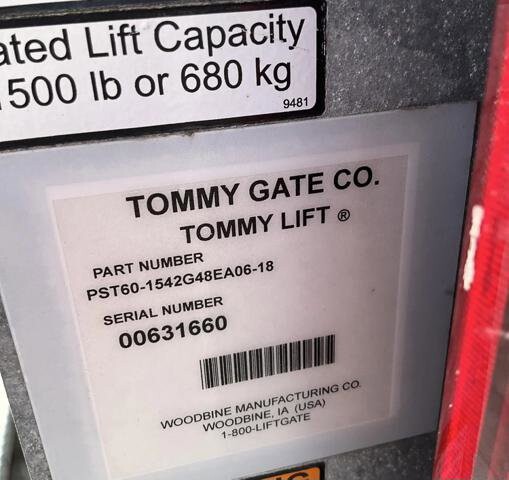 ated Lift Capacity
1500 lb or 680 kg
9481
TOMMY GATE CO.
TOMMY LIFT ®
PART NUMBER
PST60-1542G48EA06-18
SERIAL NUMBER
00631660
WOODBINE MANUFACTURING CO.
WOODBINE, IA (USA)
1-800-LIFTGATE